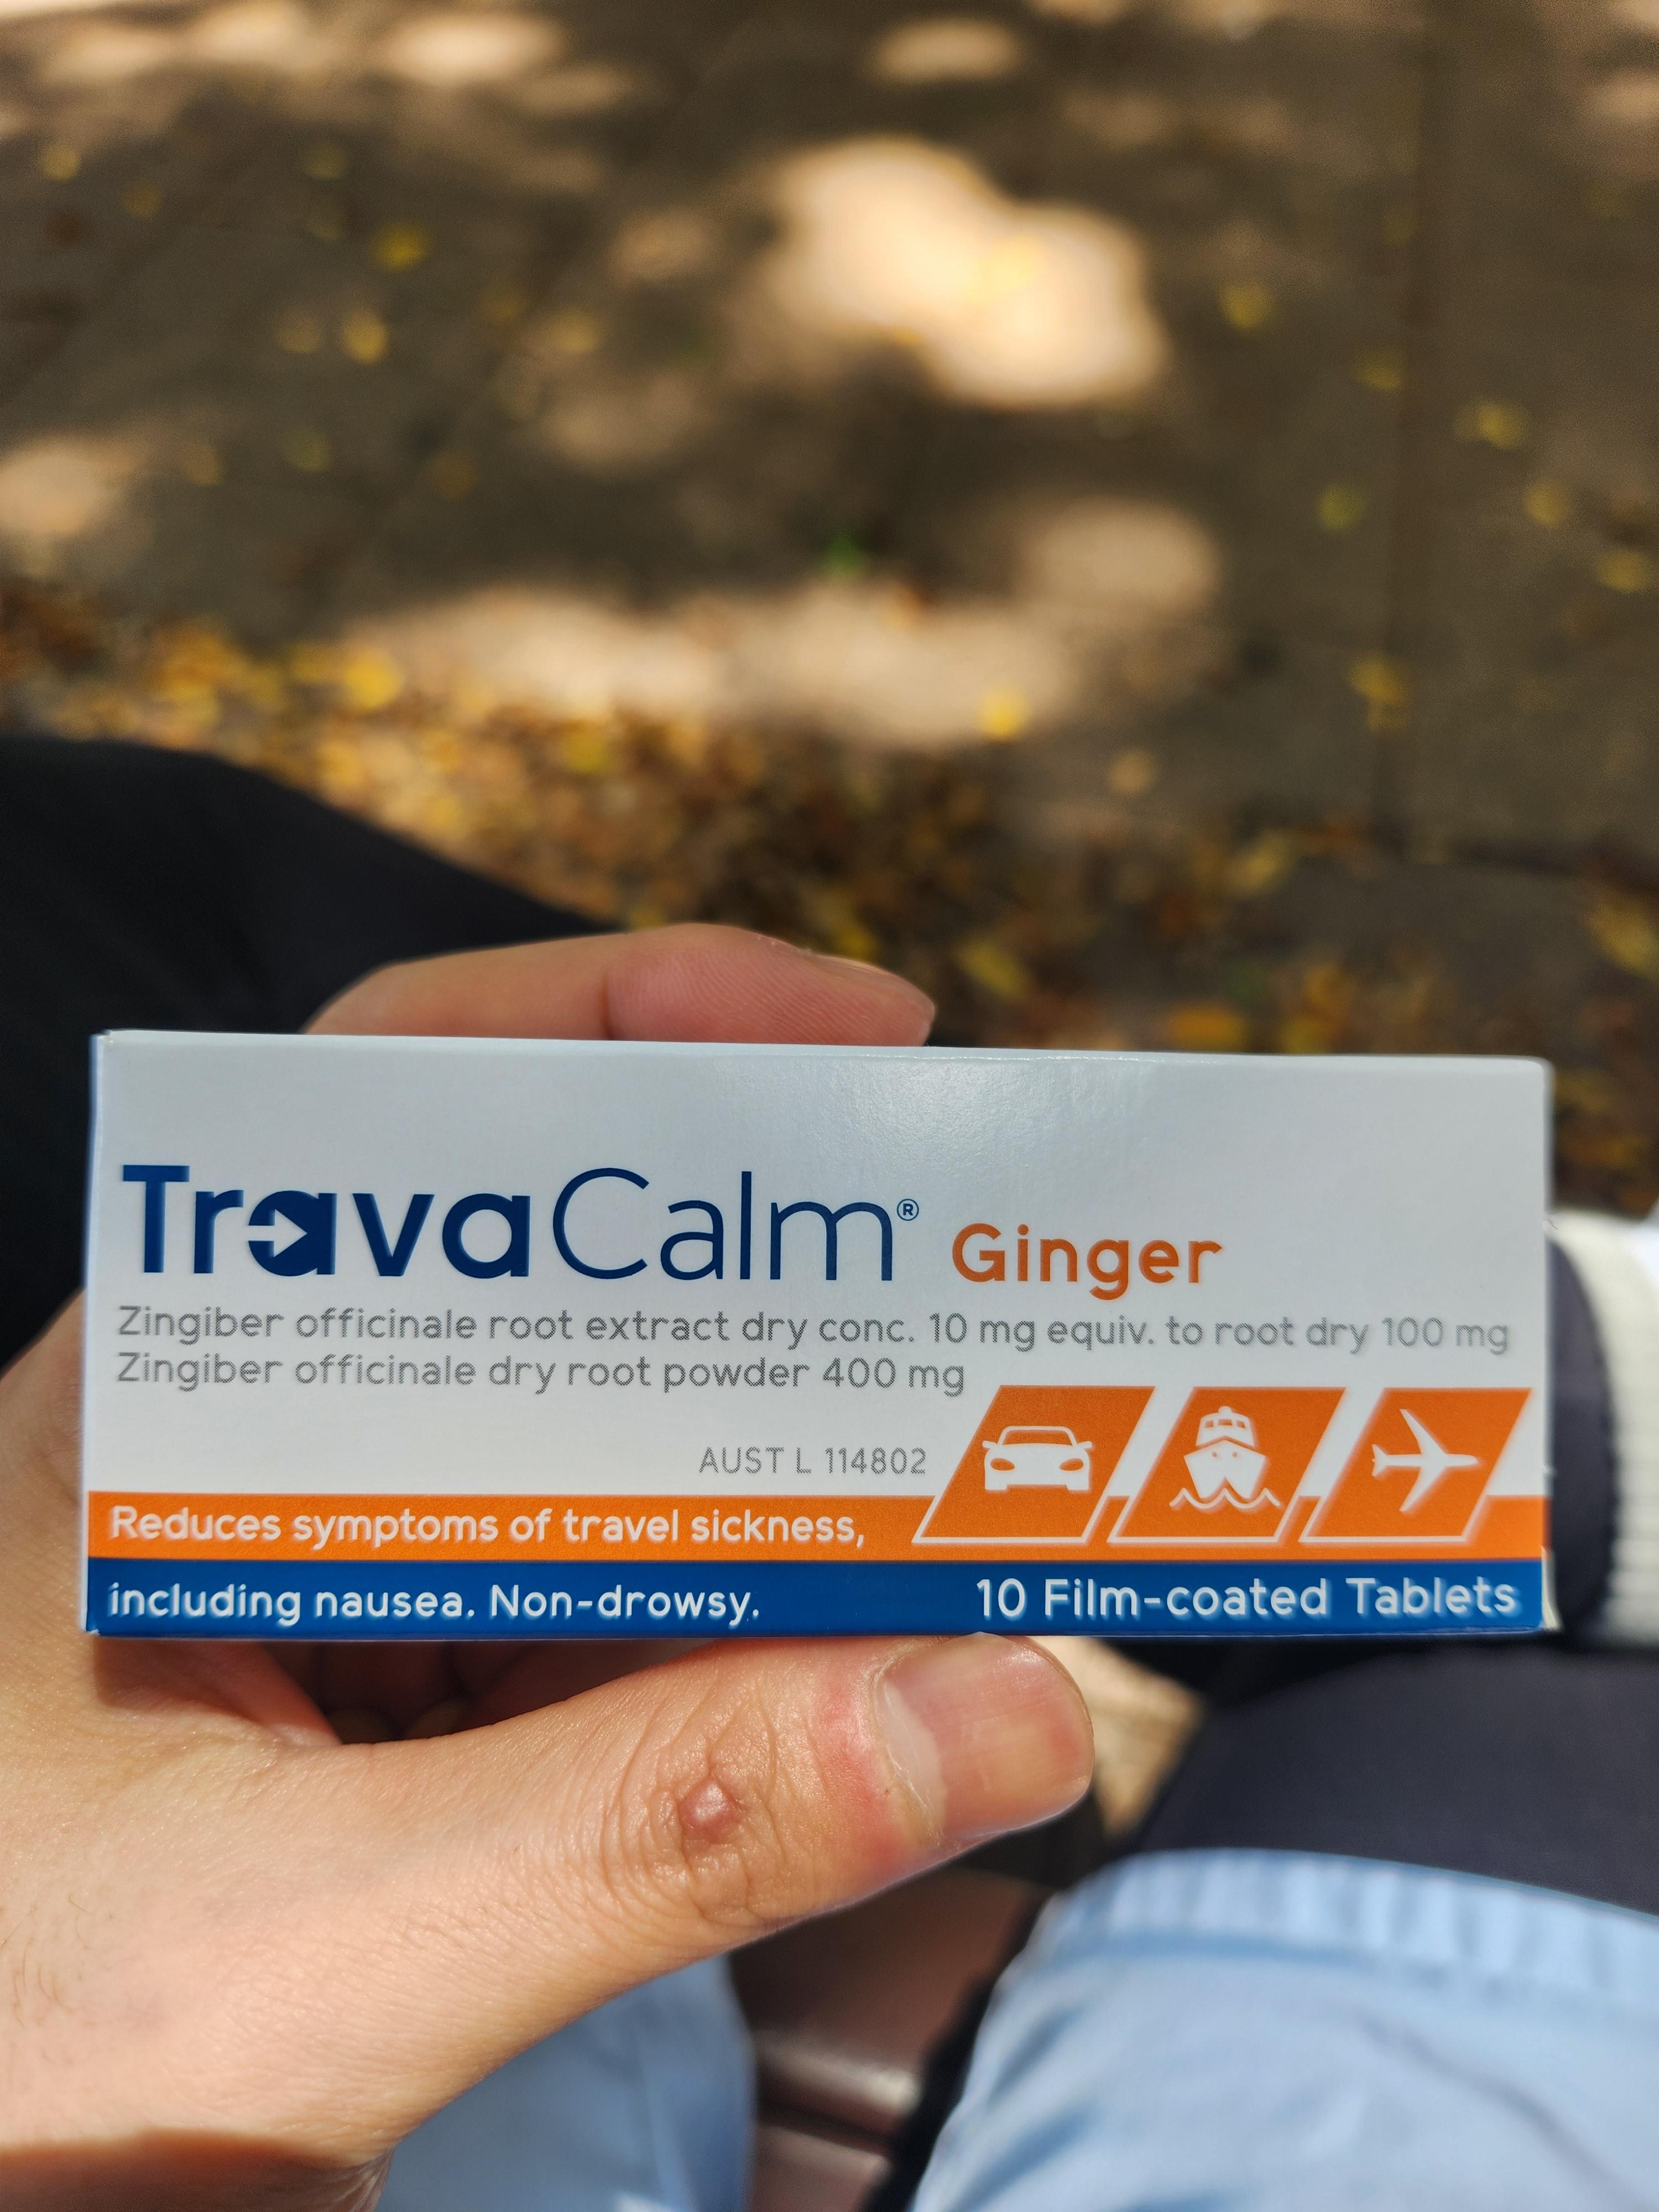 TravaCalm® Ginger
Zingiber officinale root extract dry conc. 10 mg equiv. to root dry 100 mg
Zingiber officinale dry root powder 400 mg
AUST L 114802
Reduces symptoms of travel sickness,
including nausea. Non-drowsy.
10 Film-coated Tablets